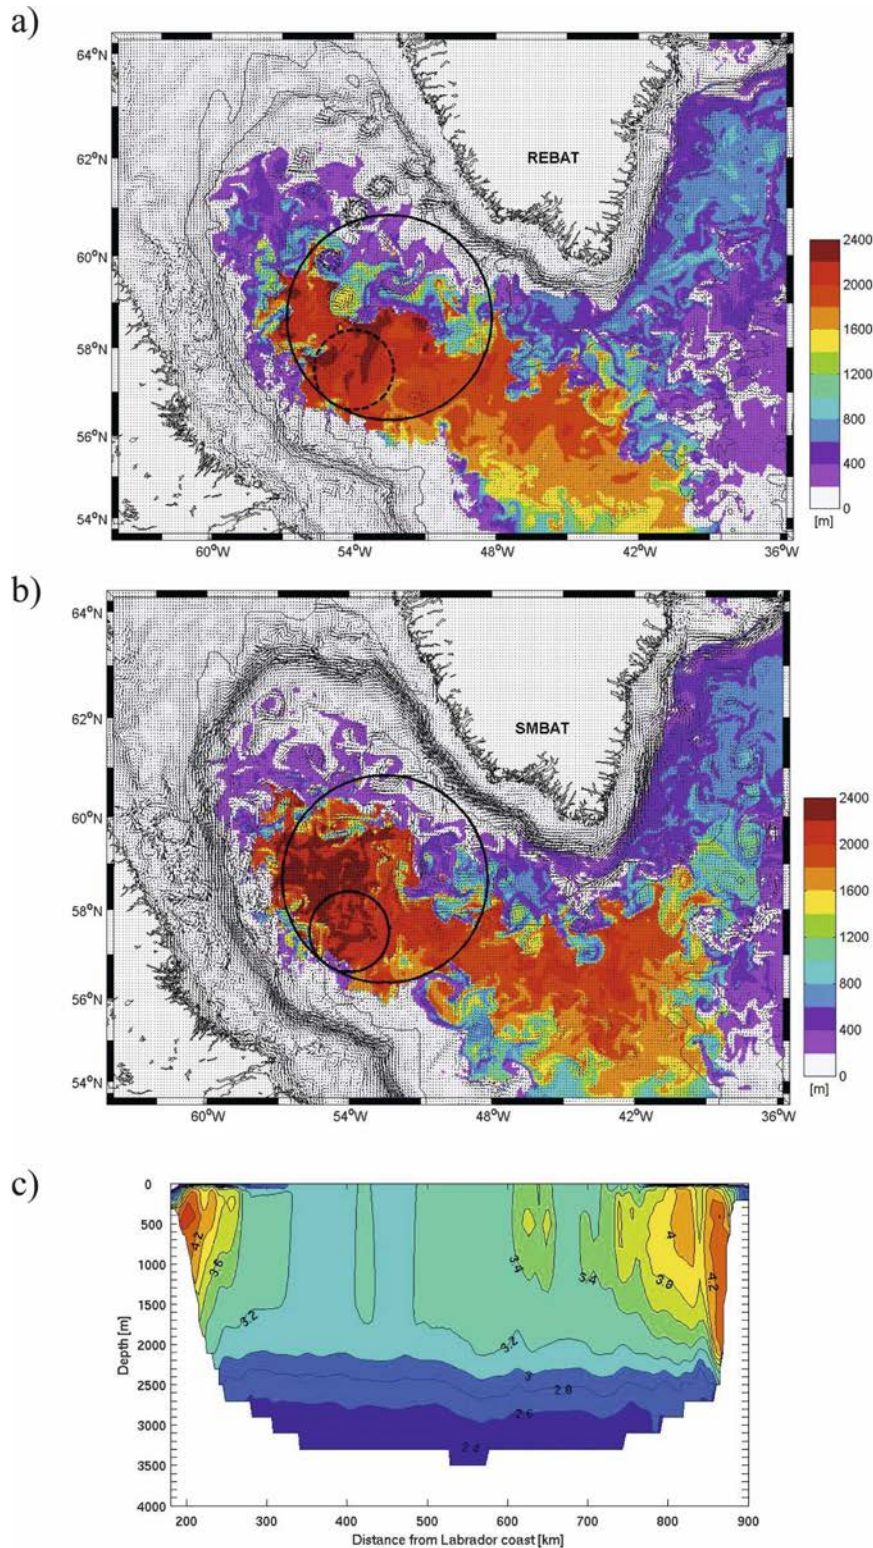 a)
64°N
62°N
60°N
58°N
56°N
54°N
60°W
54°W
48°W
42°W
36°W
REBAT
2400
2000
1600
1200
800
400
0
[m]
b)
64°N
62°N
60°N
58°N
56°N
54°N
60°W
54°W
48°W
42°W
36°W
SMBAT
2400
2000
1600
1200
800
400
0
[m]
c)
0
500
1000
1500
2000
2500
3000
3500
4000
Depth [m]
4.2
3.6
3.2
3.4
3.4
4
3.8
4.2
3.2
3
2.8
2.6
2.4
200
300
400
500
600
700
800
900
Distance from Labrador coast [km]